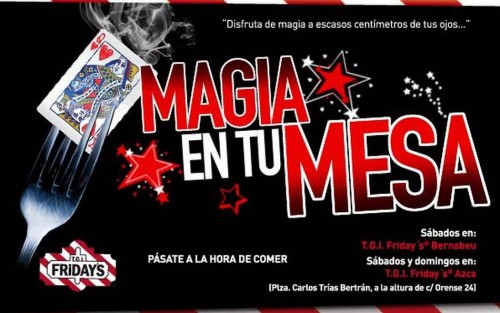 "Disfruta de magia a escasos centímetros de tus ojos..."
Q
MAGIA
EN TU
MESA
Sábados en:
T.G.I. Friday´s® Bernabeu
PÁSATE A LA HORA DE COMER
Sábados y domingos en:
T.G.I. Friday´s® Azca
(Plza. Carlos Trías Bertrán, a la altura de c/ Orense 24)
T.G.I.
FRIDAY'S